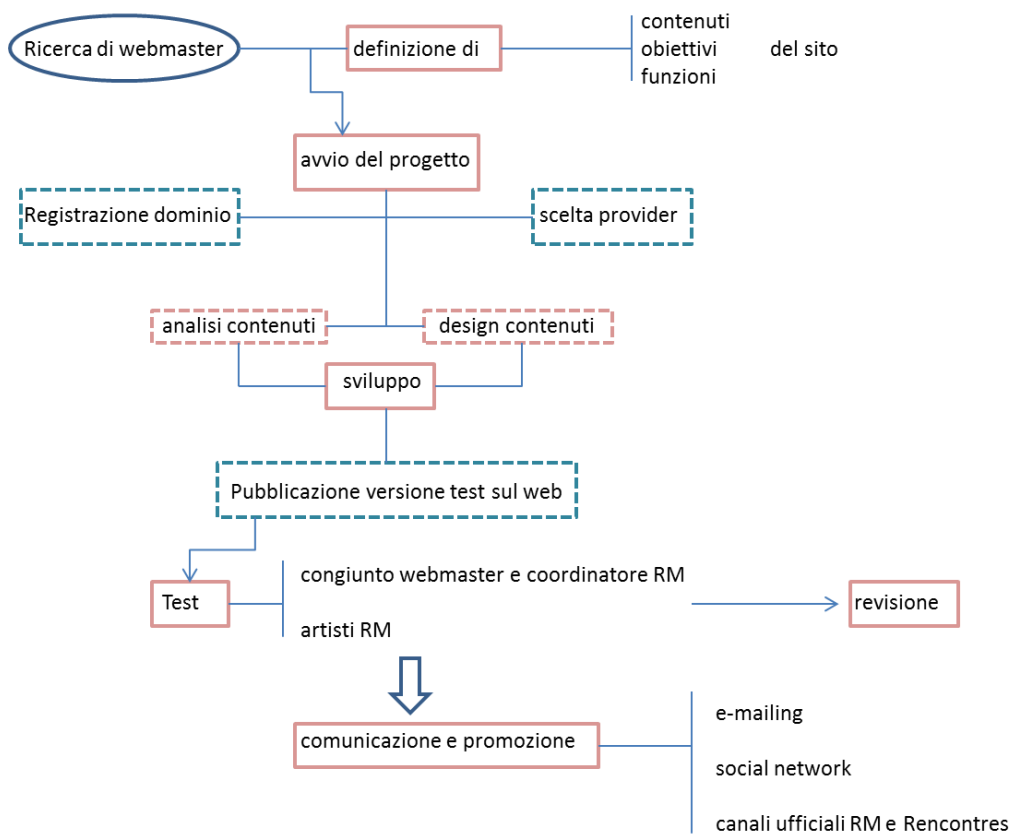 Ricerca di webmaster
definizione di
contenuti
obiettivi
del sito
funzioni
avvio del progetto
Registrazione dominio
scelta provider
analisi contenuti
design contenuti
sviluppo
Pubblicazione versione test sul web
Test
congiunto webmaster e coordinatore RM
artisti RM
revisione
comunicazione e promozione
e-mailing
social network
canali ufficiali RM e Rencontres